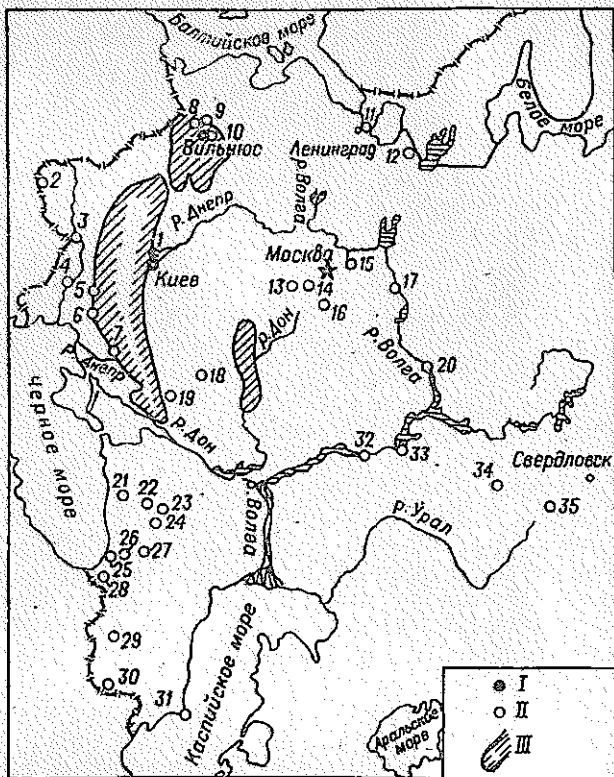 Балтийское море
Белое море
8
9
10
Вильнюс
11
Ленинград
12
2
р. Днепр
р. Волга
3
1
Киев
Москва
15
4
5
13
14
17
6
16
7
р. Дон
р. Волга
р. Днепр
18
20
19
Черное море
р. Дон
32
33
Свердловск
34
21
22
23
р. Волга
35
24
р. Урал
26
27
25
28
29
30
31
Каспийское море
Аральское море
I
II
III